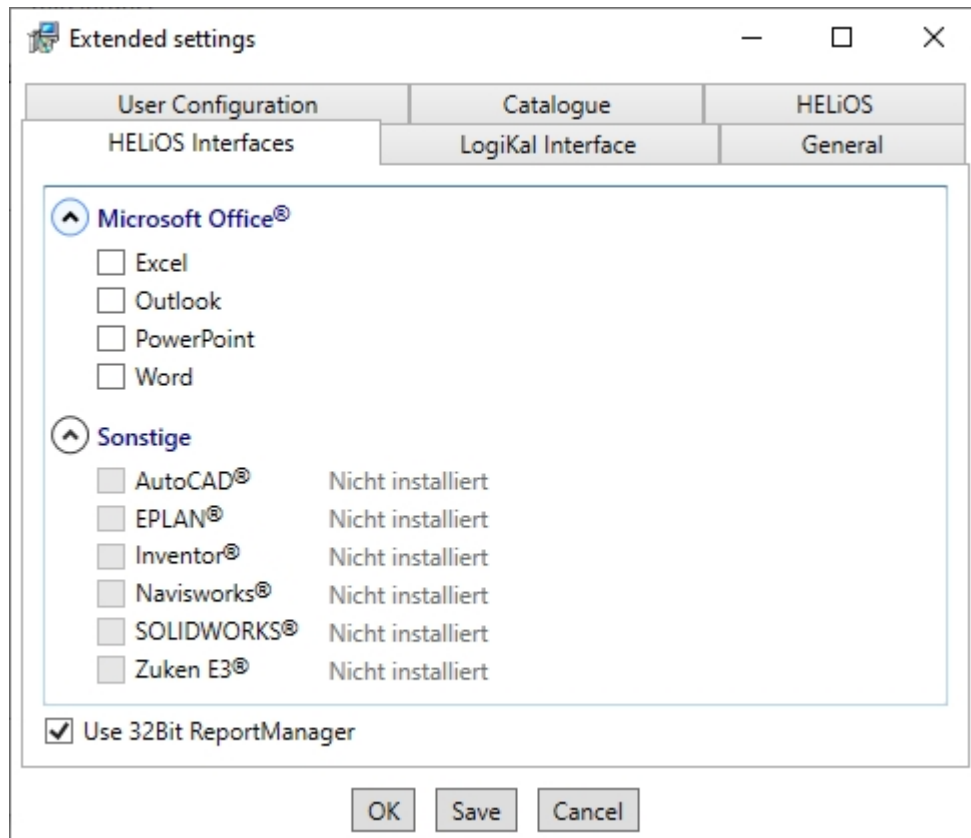 Extended settings
User Configuration Catalogue HELiOS
HELiOS Interfaces LogiKal Interface General
Microsoft Office®
Excel
Outlook
PowerPoint
Word
Sonstige
AutoCAD® Nicht installiert
EPLAN® Nicht installiert
Inventor® Nicht installiert
Navisworks® Nicht installiert
SOLIDWORKS® Nicht installiert
Zuken E3® Nicht installiert
Use 32Bit ReportManager
OK Save Cancel